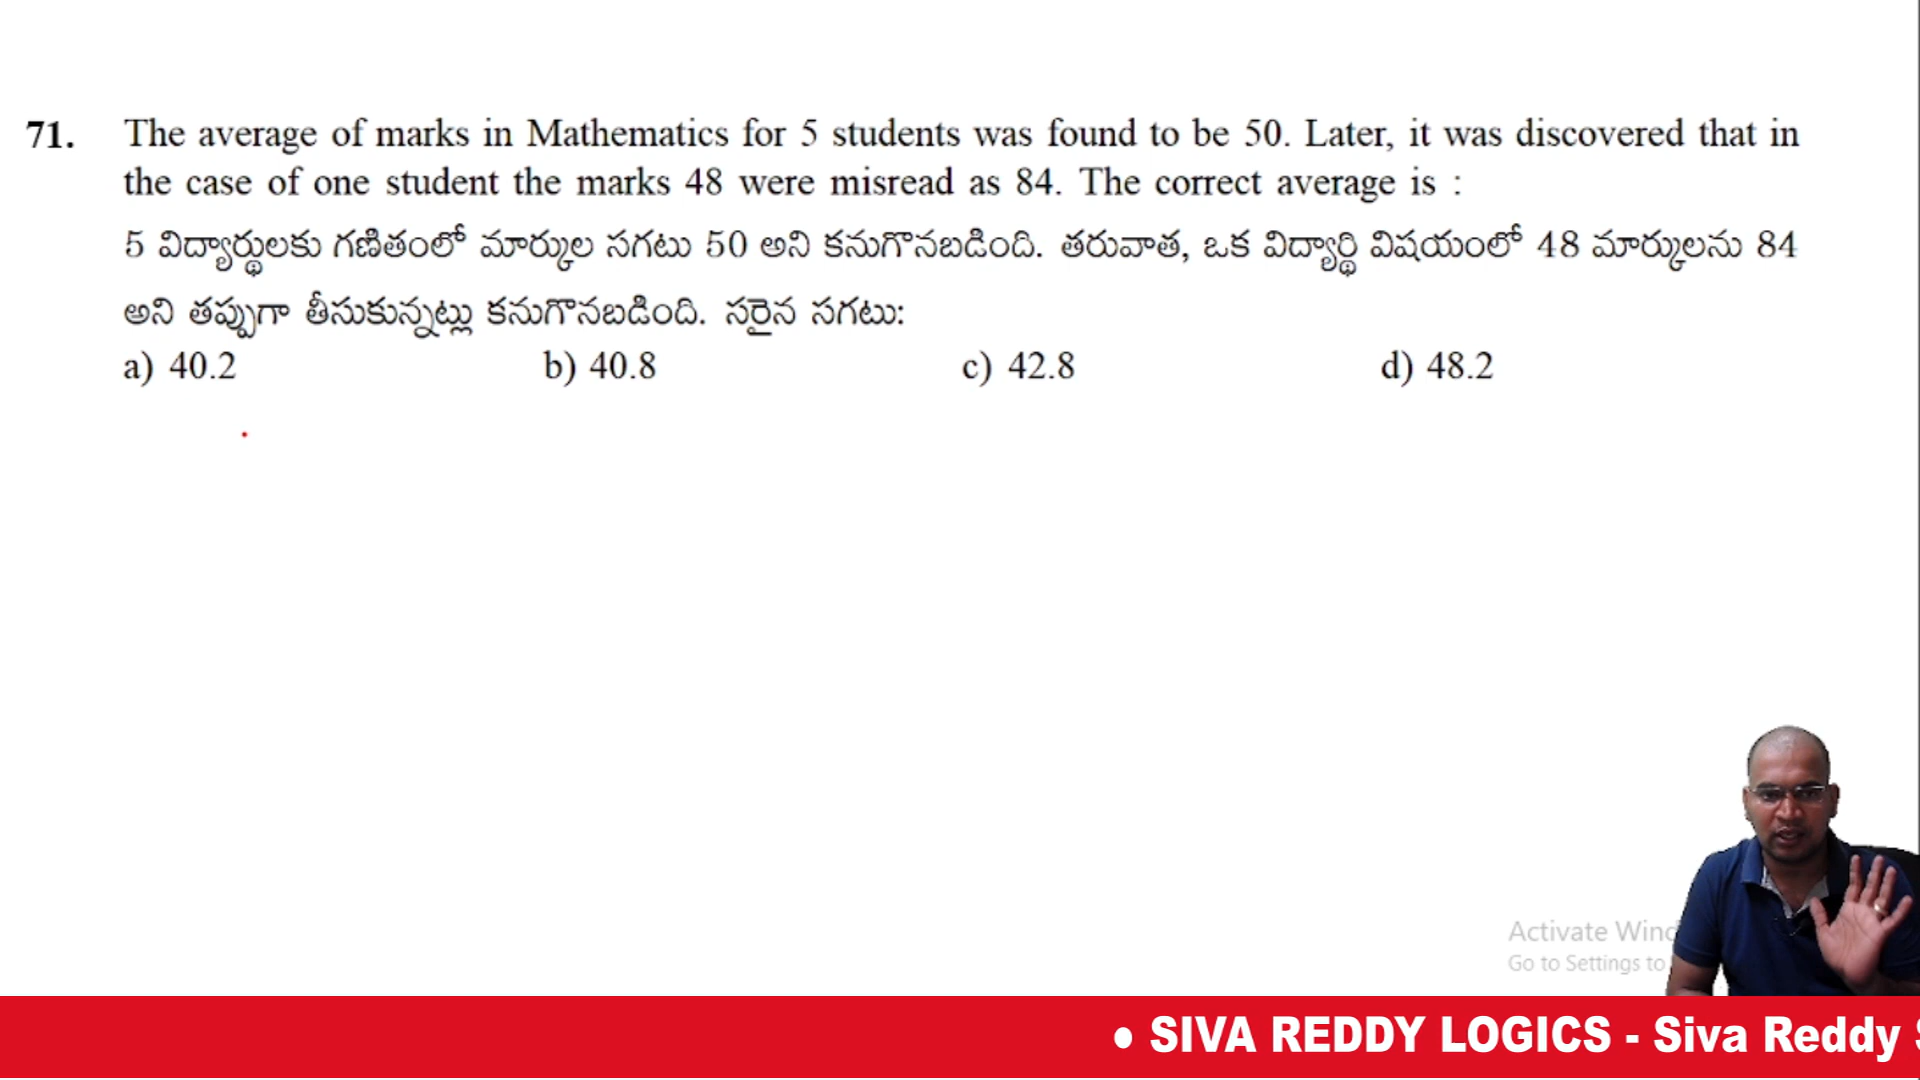 71. The average of marks in Mathematics for 5 students was found to be 50. Later, it was discovered that in
the case of one student the marks 48 were misread as 84. The correct average is :
5 విద్యార్థులకు గణితంలో మార్కుల సగటు 50 అని కనుగొనబడింది. తరువాత, ఒక విద్యార్థి విషయంలో 48 మార్కులను 84
అని తప్పుగా తీసుకున్నట్లు కనుగొనబడింది. సరైన సగటు:
a) 40.2 b) 40.8 c) 42.8 d) 48.2
Activate
Go to Settings to
• SIVA REDDY LOGICS - Siva Reddy